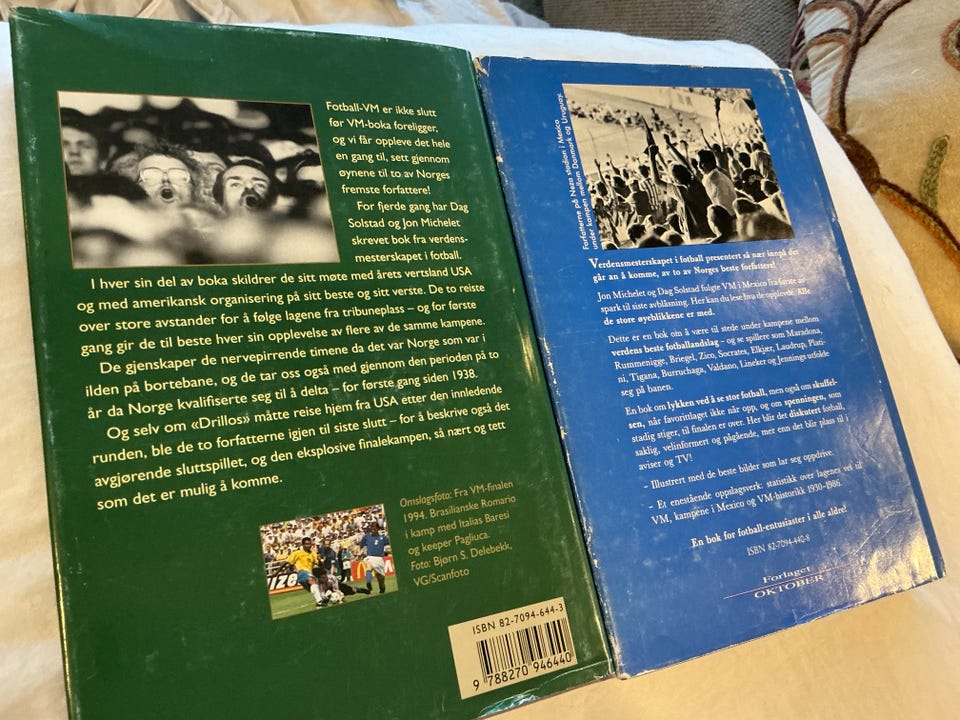 Fotball-VM er ikke slutt
før VM-boka foreligger,
og vi får oppleve det hele
en gang til, sett gjennom
øynene til to av Norges
fremste forfattere!
For fjerde gang har Dag
Solstad og Jon Michelet
skrevet bok fra verdens-
mesterskapet i fotball.
I hver sin del av boka skildrer de sitt møte med årets vertsland USA
og med amerikansk organisering på sitt beste og sitt verste. De to reiste
over store avstander for å følge lagene fra tribuneplass – og for første
gang gir de til beste hver sin opplevelse av flere av de samme kampene.
De gjenskaper de nervepirrende timene da det var Norge som var i
ilden på bortebane, og de tar oss også med gjennom den perioden på to
år da Norge kvalifiserte seg til å delta – for første gang siden 1938.
Og selv om «Drillos» måtte reise hjem fra USA etter den innledende
runden, ble de to forfatterne igjen til siste slutt – for å beskrive også det
avgjørende sluttspillet, og den eksplosive finalekampen, så nært og tett
som det er mulig å komme.
Omslagsfoto: Fra VM-finalen
1994. Brasilianske Romario
i kamp med Italias Baresi
og keeper Pagliuca.
Foto: Bjørn S. Delebekk,
VG/Scanfoto
ISBN 82-7094-644-3
9 788270 946440
Forfatterne på Neza stadion i Mexico
under kampen mellom Danmark og Uruguay.
Verdensmesterskapet i fotball presentert så nær innpå det
går an å komme, av to av Norges beste forfattere!
Jon Michelet og Dag Solstad fulgte VM i Mexico fra første av-
spark til siste avblåsning. Her kan du lese hva de opplevde. Alle
de store øyeblikkene er med.
Dette er en bok om å være til stede under kampene mellom
verdens beste fotballandslag – og se spillere som Maradona,
Rummenigge, Briegel, Zico, Socrates, Elkjær, Laudrup, Plati-
ni, Tigana, Burruchaga, Valdano, Lineker og Jennings utfolde
seg på banen.
En bok om lykken ved å se stor fotball, men også om skuffel-
sen, når favorittlaget ikke når opp, og om spenningen, som
stadig stiger, til finalen er over. Her blir det diskutert fotball,
saklig, velinformert og pågående, mer enn det blir plass til i
aviser og TV!
– Illustrert med de beste bilder som lar seg oppdrive.
– Et enestående oppslagsverk: statistikk over lagenes vei til
VM, kampene i Mexico og VM-historikk 1930-1986.
En bok for fotball-entusiaster i alle aldre!
ISBN 82-7094-440-8
Forlaget
OKTOBER